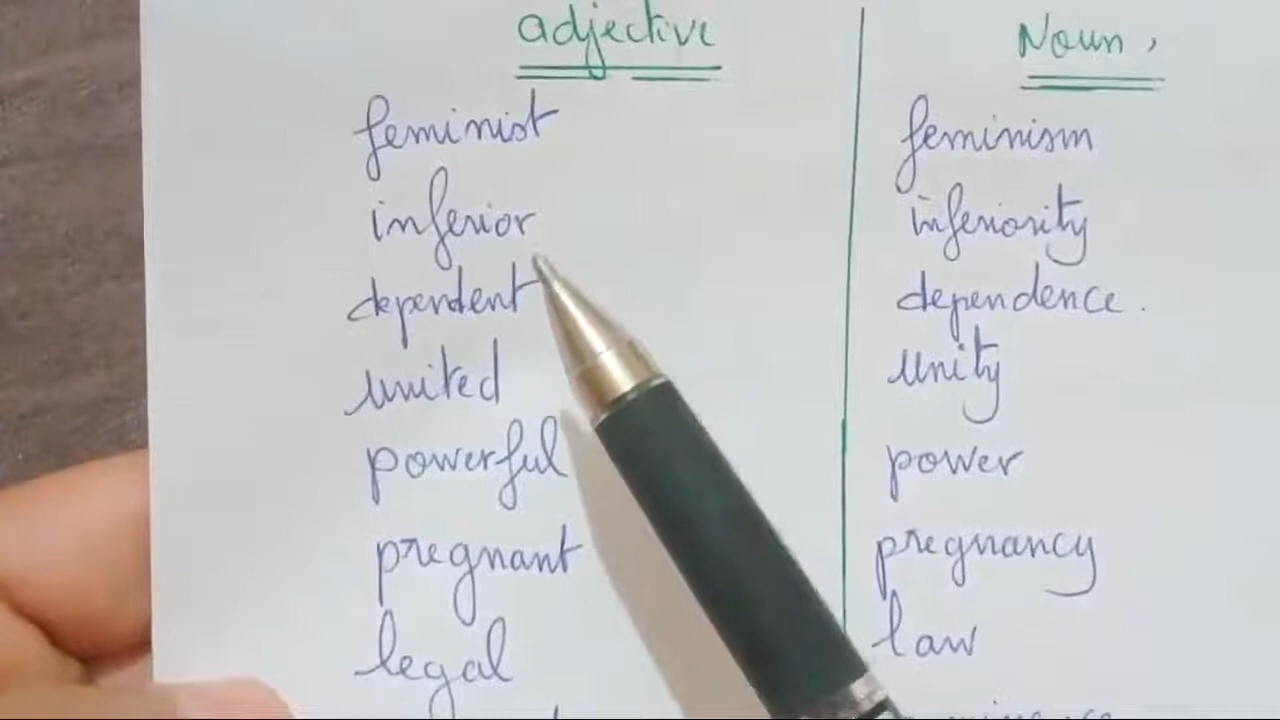 adjective Noun,
feminist feminism
inferior inferiority
dependent dependence.
united unity
powerful power
pregnant pregnancy
legal law